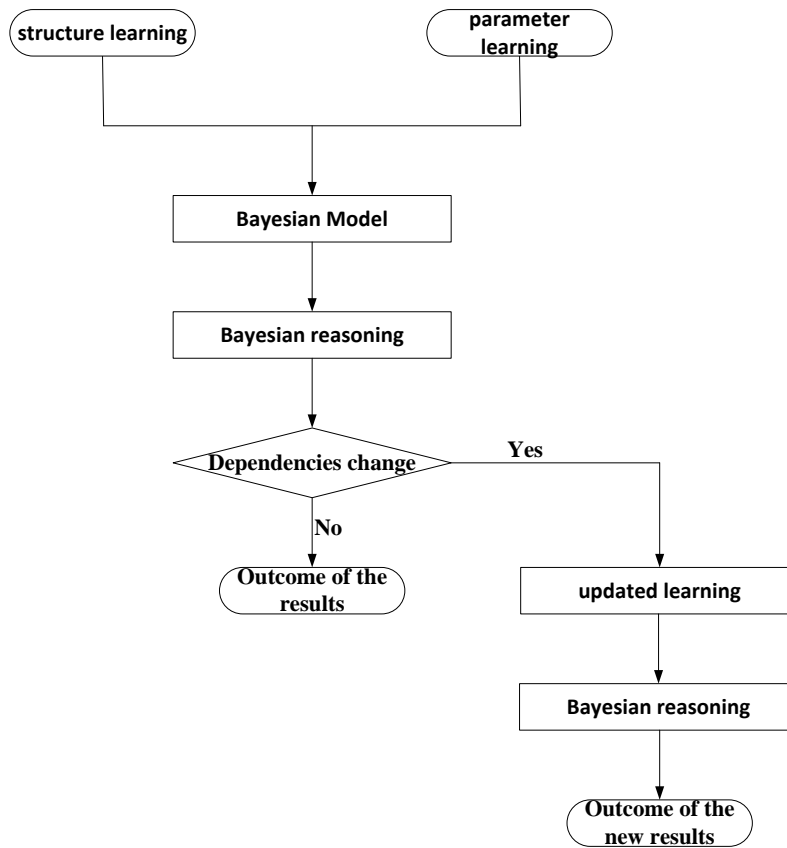 structure learning
parameter
learning
Bayesian Model
Bayesian reasoning
Dependencies change
Yes
No
Outcome of the
results
updated learning
Bayesian reasoning
Outcome of the
new results